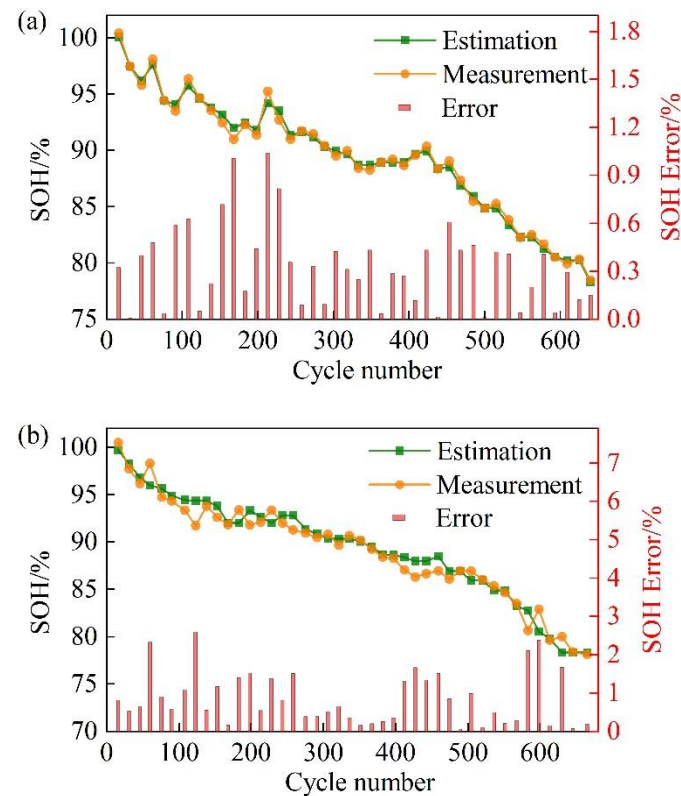 (a)
100
95
90
85
80
75
SOH/%
Estimation
Measurement
Error
1.8
1.5
1.2
0.9
0.6
0.3
0.0
SOH Error/%
0 100 200 300 400 500 600
Cycle number
(b)
100
95
90
85
80
75
70
SOH/%
Estimation
Measurement
Error
7
6
5
4
3
2
1
0
SOH Error/%
0 100 200 300 400 500 600
Cycle number